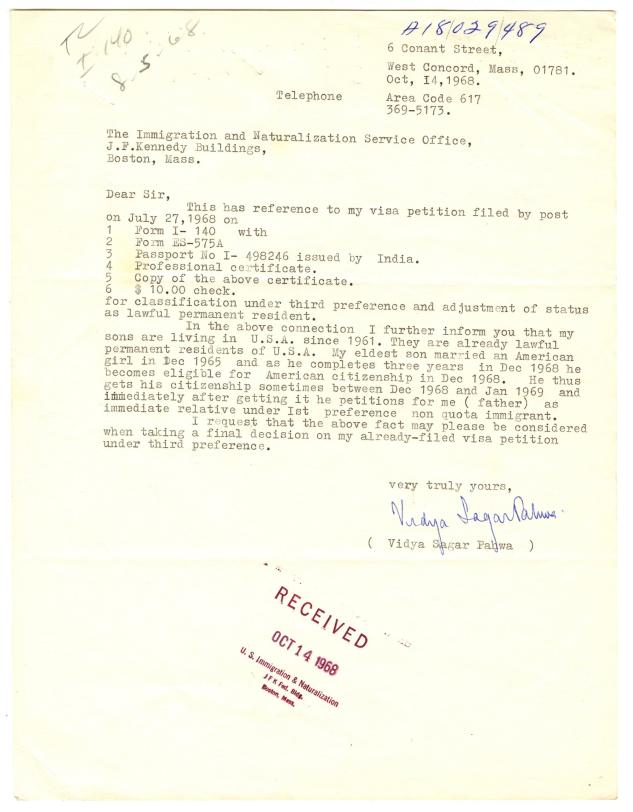 A18/029/489
TL
I-140
8-5-68
6 Conant Street,
West Concord, Mass, 01781.
Oct, I4,1968.
Telephone Area Code 617
369-5173.
The Immigration and Naturalization Service Office,
J.F.Kennedy Buildings,
Boston, Mass.
Dear Sir,
This has reference to my visa petition filed by post
on July 27,1968 on
1 Form I- 140 with
2 Form ES-575A
3 Passport No I- 498246 issued by India.
4 Professional certificate.
5 Copy of the above certificate.
6 $ 10.00 check.
for classification under third preference and adjustment of status
as lawful permanent resident.
In the above connection I further inform you that my
sons are living in U.S.A. since 1961. They are already lawful
permanent residents of U.S.A. My eldest son married an American
girl in Dec 1965 and as he completes three years in Dec 1968 he
becomes eligible for American citizenship in Dec 1968. He thus
gets his citizenship sometimes between Dec 1968 and Jan 1969 and
immediately after getting it he petitions for me ( father) as
immediate relative under Ist preference non quota immigrant.
I request that the above fact may please be considered
when taking a final decision on my already-filed visa petition
under third preference.
very truly yours,
Vidya Sagar Pahwa
( Vidya Sagar Pahwa )
RECEIVED
OCT 14 1968
U. S. Immigration & Naturalization
J F K Fed. Bldg.
Boston, Mass.